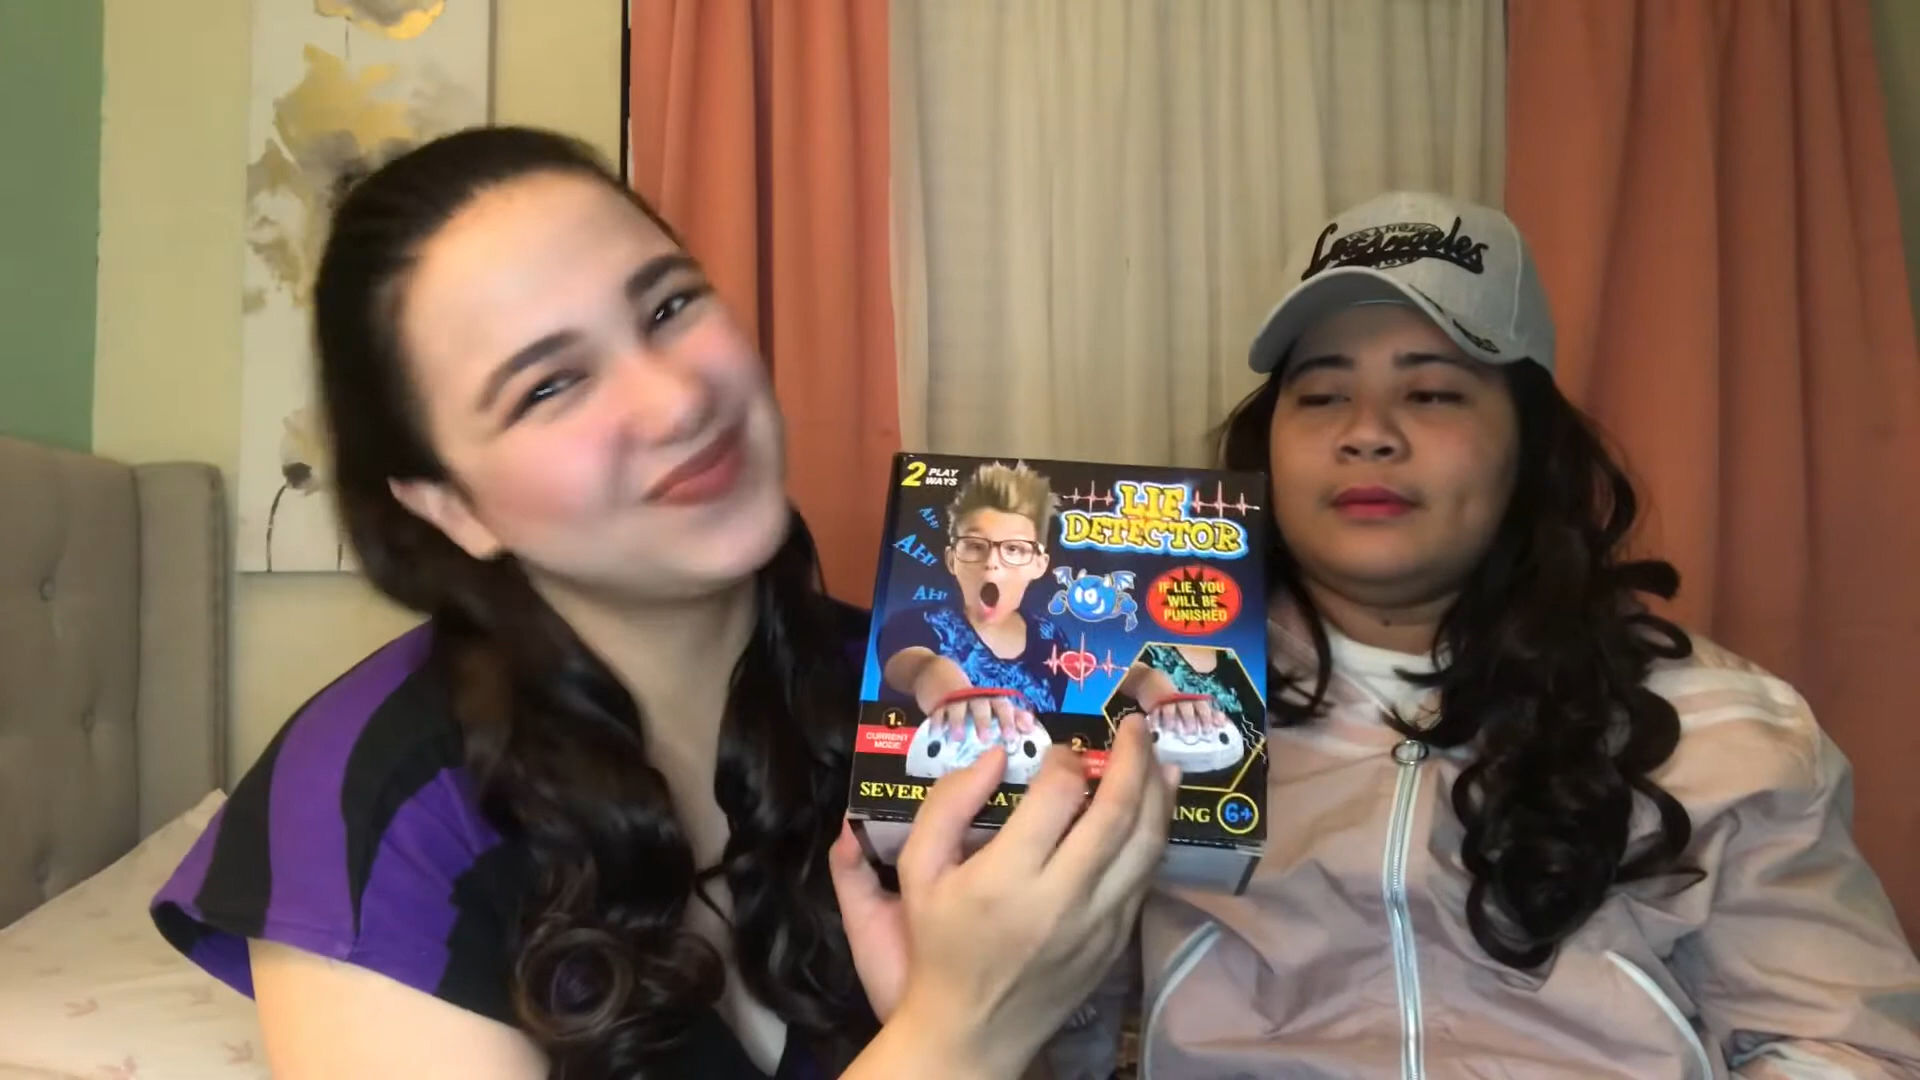 Los Angeles
2 PLAY
WAYS
LIE
DETECTOR
AH!
AH!
AH!
IF LIE, YOU
WILL BE
PUNISHED
1.
CURRENT
MODE
2.
ING 6+